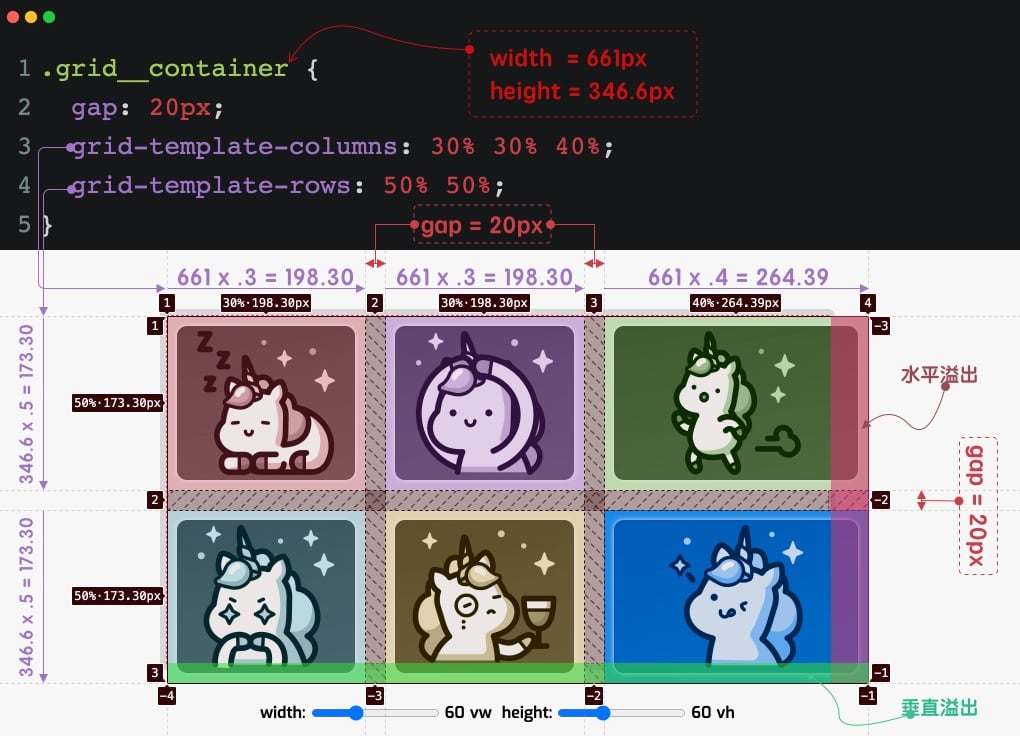 width = 661px
height = 346.6px
1 .grid__container {
2 gap: 20px;
3 grid-template-columns: 30% 30% 40%;
4 grid-template-rows: 50% 50%;
5 }
gap = 20px
661 x .3 = 198.30
661 x .3 = 198.30
661 x .4 = 264.39
1
30%·198.30px
2
30%·198.30px
3
40%·264.39px
4
1
-3
346.6 x .5 = 173.30
50%·173.30px
z z z
水平溢出
2
-2
gap = 20px
346.6 x .5 = 173.30
50%·173.30px
3
-1
-4
-3
-2
-1
垂直溢出
width: 60 vw height: 60 vh